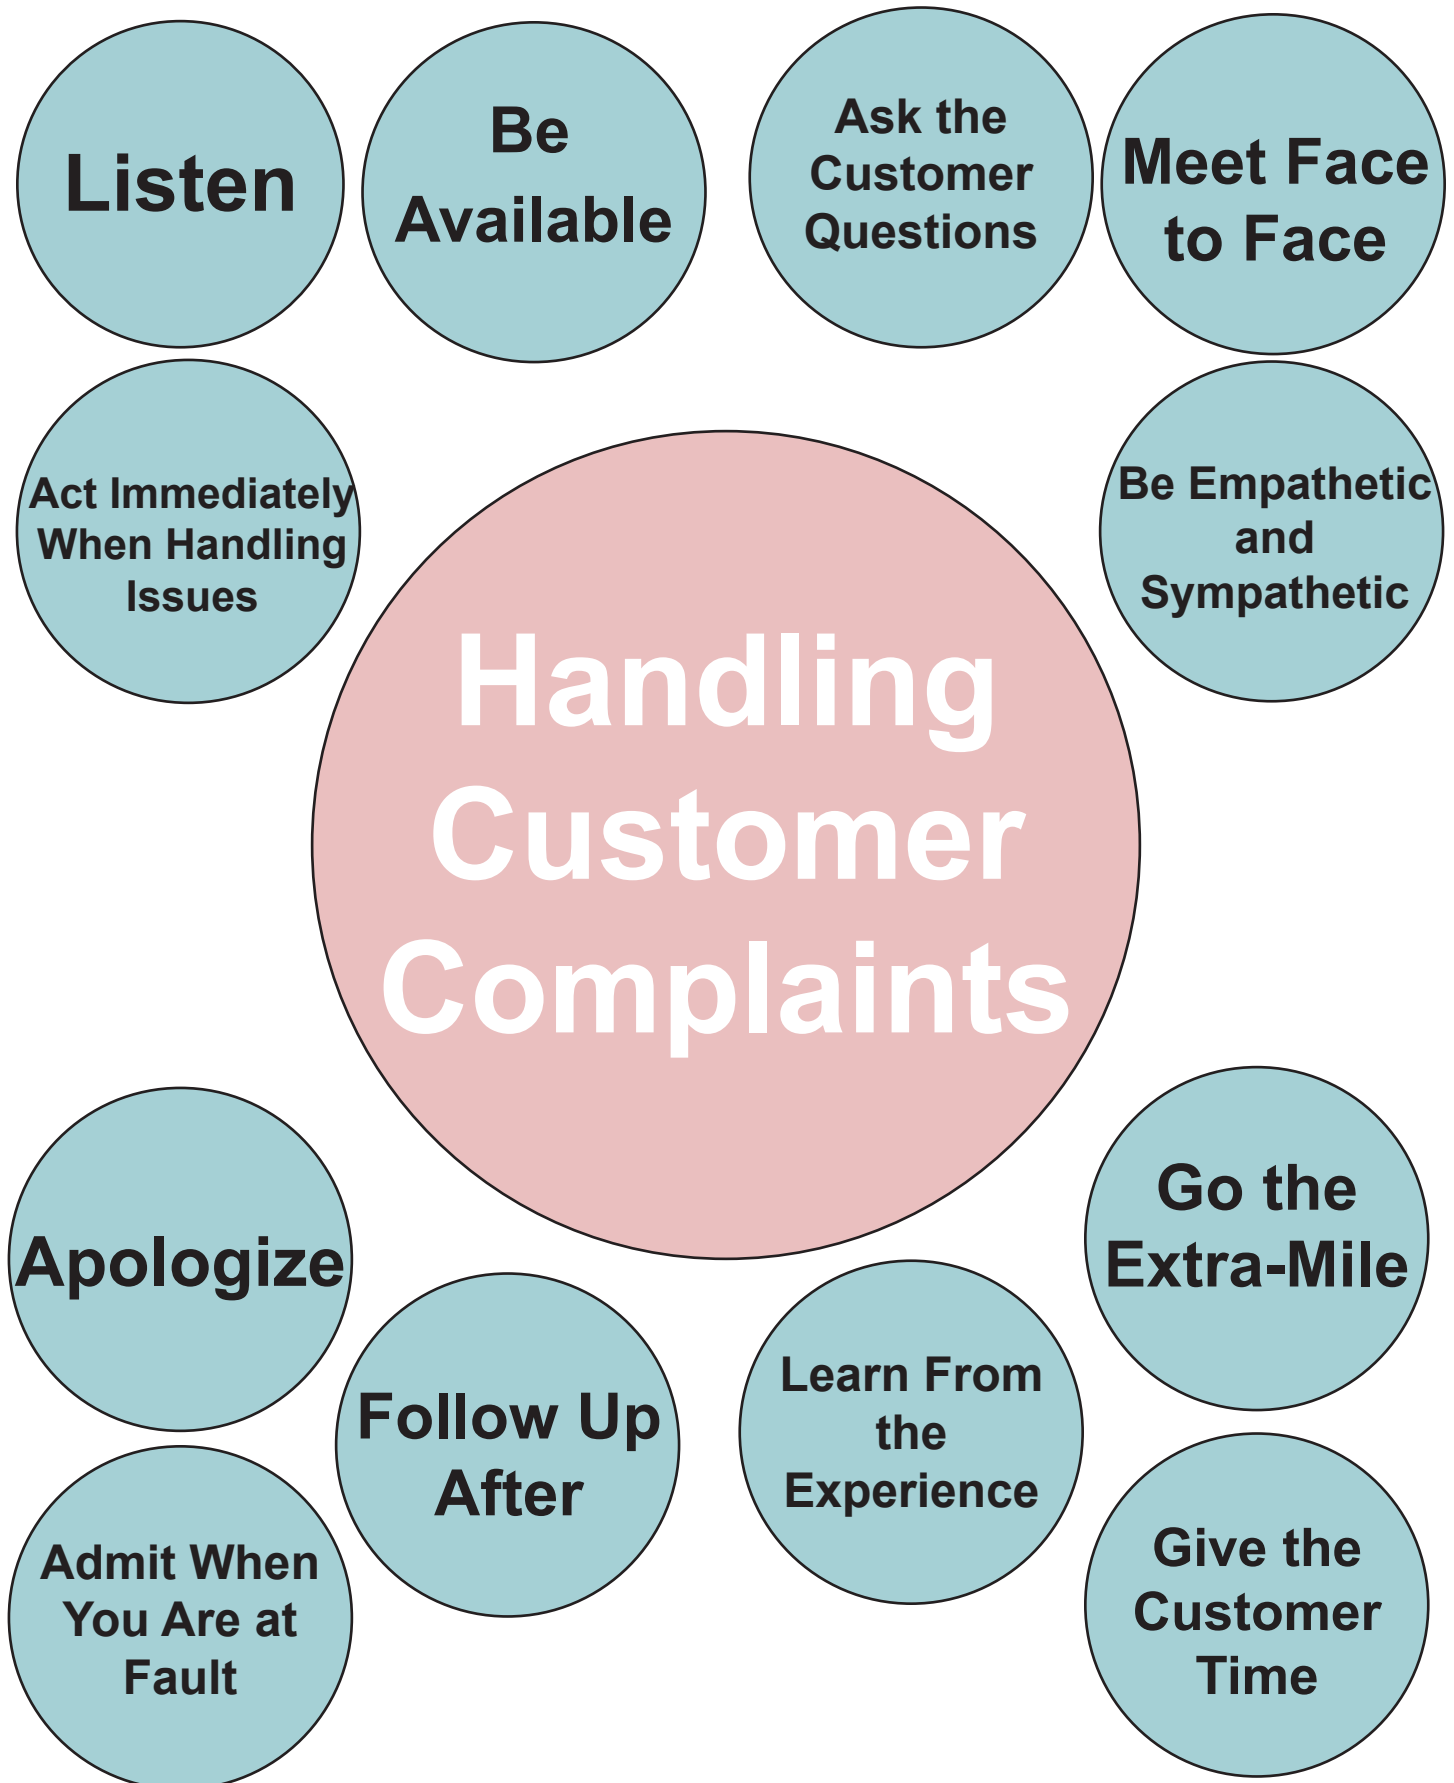 Listen
Be
Available
Ask the
Customer
Questions
Meet Face
to Face
Act Immediately
When Handling
Issues
Be Empathetic
and
Sympathetic
Handling
Customer
Complaints
Apologize
Go the
Extra-Mile
Follow Up
After
Learn From
the
Experience
Admit When
You Are at
Fault
Give the
Customer
Time